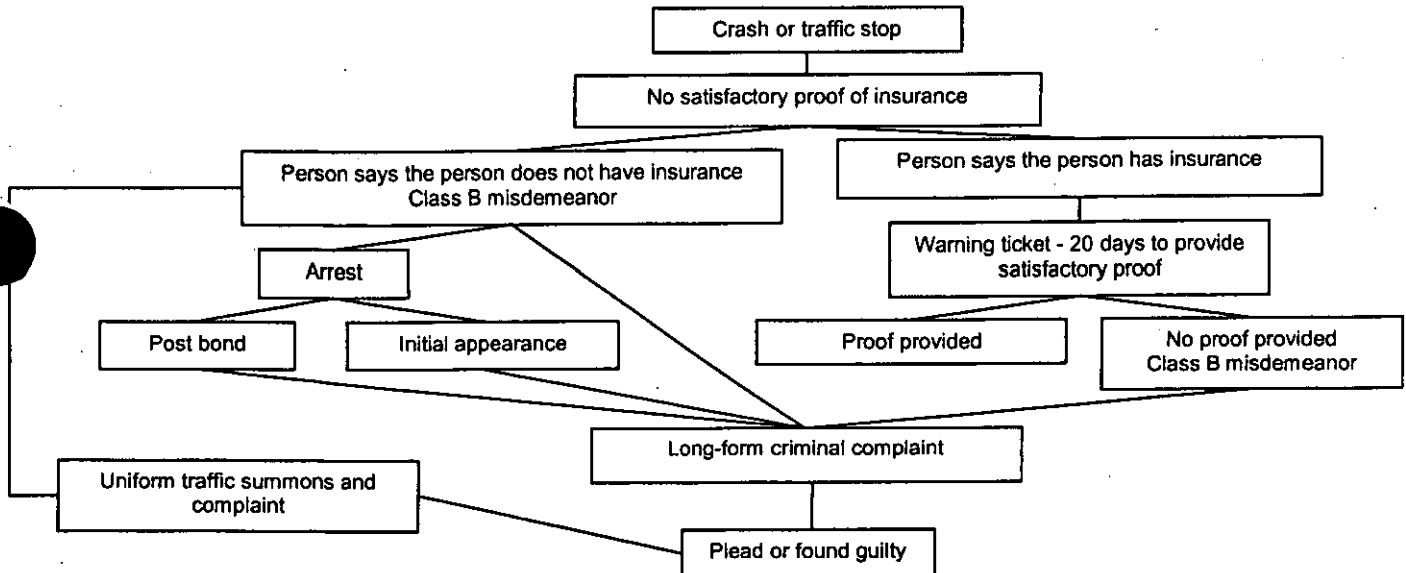 Crash or traffic stop
No satisfactory proof of insurance
Person says the person does not have insurance
Class B misdemeanor
Person says the person has insurance
Arrest
Warning ticket - 20 days to provide
satisfactory proof
Post bond
Initial appearance
Proof provided
No proof provided
Class B misdemeanor
Long-form criminal complaint
Uniform traffic summons and
complaint
Plead or found guilty